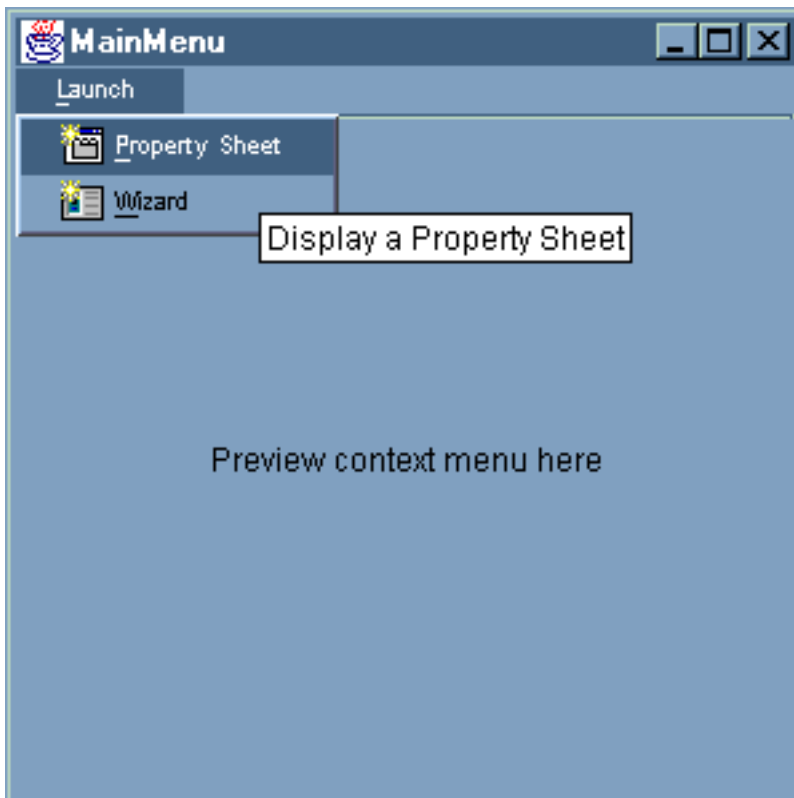 MainMenu
Launch
Property Sheet
Wizard
Display a Property Sheet
Preview context menu here